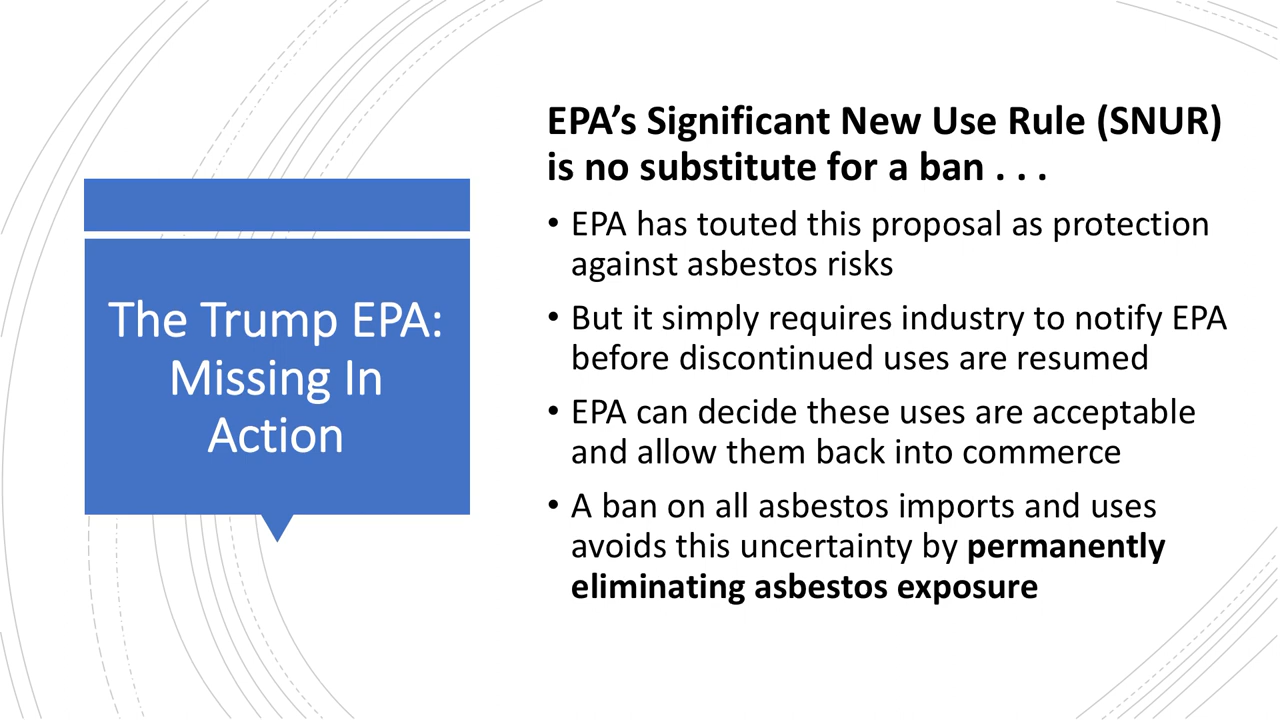 The Trump EPA:
Missing In
Action
EPA’s Significant New Use Rule (SNUR)
is no substitute for a ban . . .
• EPA has touted this proposal as protection
against asbestos risks
• But it simply requires industry to notify EPA
before discontinued uses are resumed
• EPA can decide these uses are acceptable
and allow them back into commerce
• A ban on all asbestos imports and uses
avoids this uncertainty by permanently
eliminating asbestos exposure